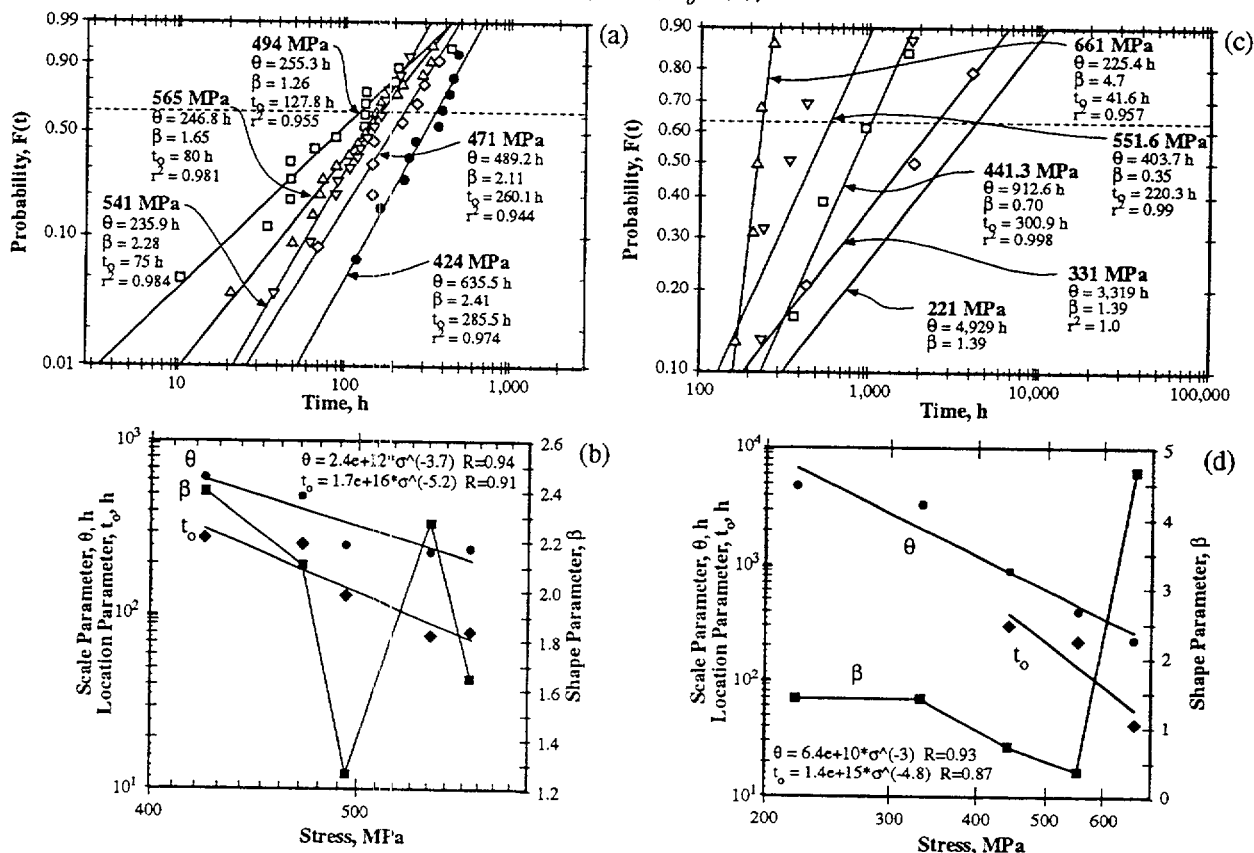 (a)
0.99
0.90
0.50
0.10
0.01
Probability, F(t)
10
100
1,000
Time, h
494 MPa
θ = 255.3 h
β = 1.26
t₀ = 127.8 h
r² = 0.955
565 MPa
θ = 246.8 h
β = 1.65
t₀ = 80 h
r² = 0.981
541 MPa
θ = 235.9 h
β = 2.28
t₀ = 75 h
r² = 0.984
471 MPa
θ = 489.2 h
β = 2.11
t₀ = 260.1 h
r² = 0.944
424 MPa
θ = 635.5 h
β = 2.41
t₀ = 285.5 h
r² = 0.974
(c)
0.90
0.80
0.70
0.60
0.50
0.40
0.30
0.20
0.10
Probability, F(t)
100
1,000
10,000
100,000
Time, h
661 MPa
θ = 225.4 h
β = 4.7
t₀ = 41.6 h
r² = 0.957
551.6 MPa
θ = 403.7 h
β = 0.35
t₀ = 220.3 h
r² = 0.99
441.3 MPa
θ = 912.6 h
β = 0.70
t₀ = 300.9 h
r² = 0.998
331 MPa
θ = 3,319 h
β = 1.39
r² = 1.0
221 MPa
θ = 4,929 h
β = 1.39
(b)
10³
10²
10¹
Scale Parameter, θ, h
Location Parameter, t₀, h
θ
β
t₀
θ = 2.4e+12"σ^(-3.7) R=0.94
t₀ = 1.7e+16*σ^(-5.2) R=0.91
2.6
2.4
2.2
2.0
1.8
1.6
1.4
1.2
Shape Parameter, β
400
500
Stress, MPa
(d)
10⁴
10³
10²
10¹
Scale Parameter, θ, h
Location Parameter, t₀, h
θ
t₀
β
θ = 6.4e+10*σ^(-3) R=0.93
t₀ = 1.4e+15*σ^(-4.8) R=0.87
5
4
3
2
1
0
Shape Parameter, β
200
300
400
500
600
Stress, MPa